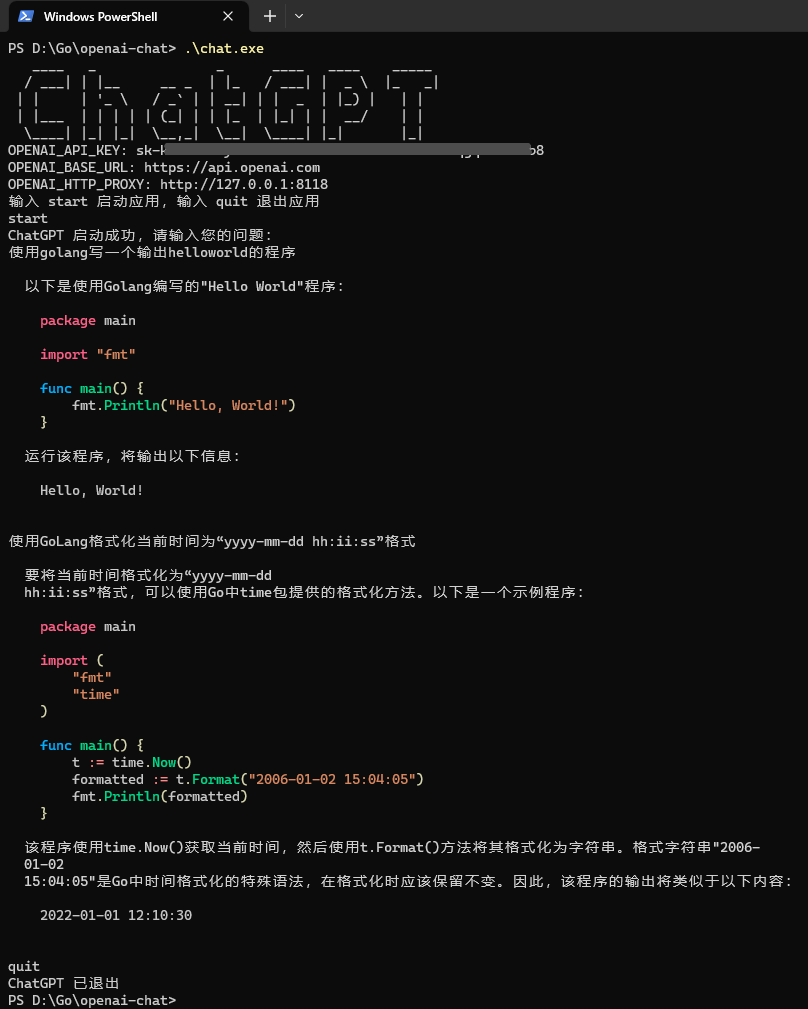 Windows PowerShell
PS D:\Go\openai-chat> .\chat.exe
  ____   _               _      ____   ____    _____
 / ___| | |__     __ _  | |_   / ___| |  _ \  |_   _|
| |     | '_ \   / _` | | __| | |  _  | |_) |   | |
| |___  | | | | | (_| | | |_  | |_| | |  __/    | |
 \____| |_| |_|  \__,_|  \__|  \____| |_|       |_|
OPENAI_API_KEY: sk-
OPENAI_BASE_URL: https://api.openai.com
OPENAI_HTTP_PROXY: http://127.0.0.1:8118
输入 start 启动应用，输入 quit 退出应用
start
ChatGPT 启动成功，请输入您的问题：
使用golang写一个输出helloworld的程序
以下是使用Golang编写的"Hello World"程序：
package main
import "fmt"
func main() {
    fmt.Println("Hello, World!")
}
运行该程序，将输出以下信息：
Hello, World!
使用GoLang格式化当前时间为“yyyy-mm-dd hh:ii:ss”格式
要将当前时间格式化为“yyyy-mm-dd
hh:ii:ss”格式，可以使用Go中time包提供的格式化方法。以下是一个示例程序：
package main
import (
    "fmt"
    "time"
)
func main() {
    t := time.Now()
    formatted := t.Format("2006-01-02 15:04:05")
    fmt.Println(formatted)
}
该程序使用time.Now()获取当前时间，然后使用t.Format()方法将其格式化为字符串。格式字符串"2006-
01-02
15:04:05"是Go中时间格式化的特殊语法，在格式化时应该保留不变。因此，该程序的输出将类似于以下内容：
2022-01-01 12:10:30
quit
ChatGPT 已退出
PS D:\Go\openai-chat>